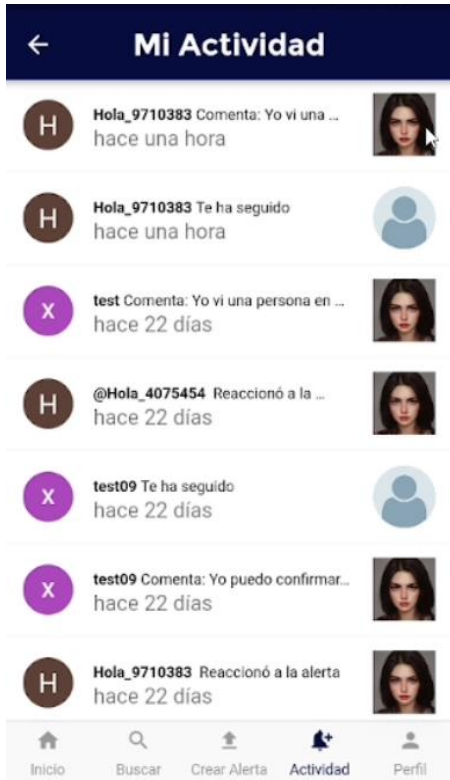 Mi Actividad
H
Hola_9710383 Comenta: Yo vi una ...
hace una hora
H
Hola_9710383 Te ha seguido
hace una hora
X
test Comenta: Yo vi una persona en ...
hace 22 días
H
@Hola_4075454 Reaccionó a la ...
hace 22 días
X
test09 Te ha seguido
hace 22 días
X
test09 Comenta: Yo puedo confirmar...
hace 22 días
H
Hola_9710383 Reaccionó a la alerta
hace 22 días
Inicio Buscar Crear Alerta Actividad Perfil